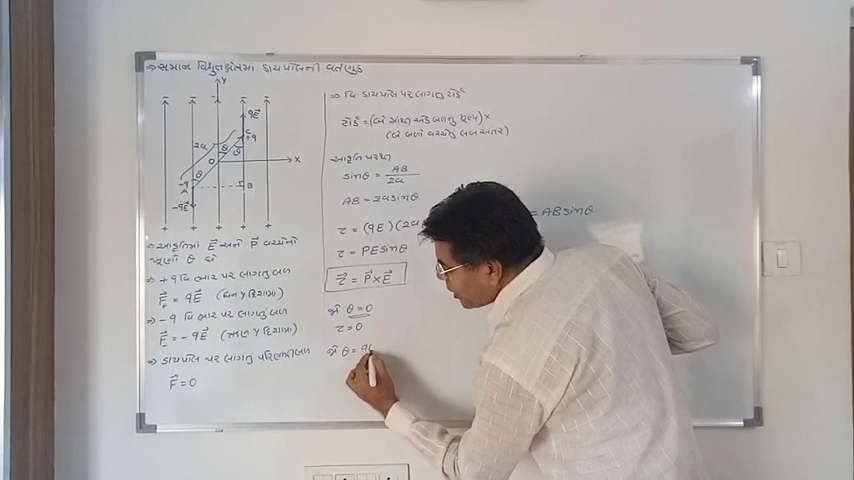 ⇒ સમાન વિદ્યુતક્ષેત્રમાં ડાયપોલની વર્તણુંક
Y
qE⃗
C
+q
2a
θ
θ
O
X
θ
-q
A
B
-qE⃗
⇒ આકૃતિમાં E⃗ અને P⃗ વચ્ચેનો
ખૂણો θ છે
⇒ +q વિ ભાર પર લાગતુ બળ
F⃗₊ = qE⃗ (ધન Y દિશામાં)
⇒ -q વિ ભાર પર લાગતુ બળ
F⃗₋ = -qE⃗ (ઋણ Y દિશામાં)
⇒ ડાયપોલ પર લાગતુ પરિણામી બળ
F⃗ = 0
⇒ વિ ડાયપોલ પર લાગતુ ટોર્ક
ટોર્ક = (બે માંથી એક બળનુ મૂલ્ય) ×
(બે બળો વચ્ચેનુ લંબ અંતર)
આકૃતિ પરથી
sinθ = AB/2a
AB = 2a sinθ
τ = (qE)(2a
= AB sinθ
τ = PE sinθ
τ⃗ = P⃗ × E⃗
જો θ = 0
τ = 0
જો θ = 9